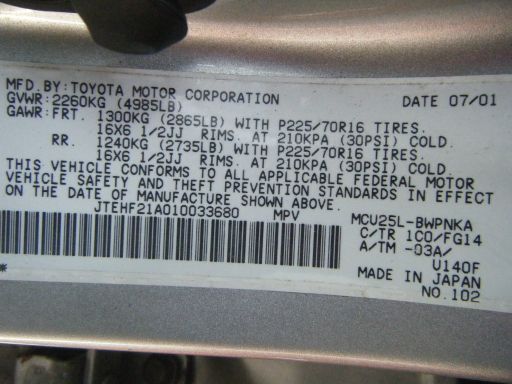 MFD.BY:TOYOTA MOTOR CORPORATION DATE 07/01
GVWR:2260KG (4985LB)
GAWR:FRT. 1300KG (2865LB) WITH P225/70R16 TIRES.
16X6 1/2JJ RIMS. AT 210KPA (30PSI) COLD.
RR. 1240KG (2735LB) WITH P225/70R16 TIRES.
16X6 1/2JJ RIMS. AT 210KPA (30PSI) COLD.
THIS VEHICLE CONFORMS TO ALL APPLICABLE FEDERAL MOTOR
VEHICLE SAFETY AND THEFT PREVENTION STANDARDS IN EFFECT
ON THE DATE OF MANUFACTURE SHOWN ABOVE.
JTEHF21A010033680 MPV MCU25L-BWPNKA
C/TR 1C0/FG14
A/TM -03A/
U140F
MADE IN JAPAN
NO.102
*